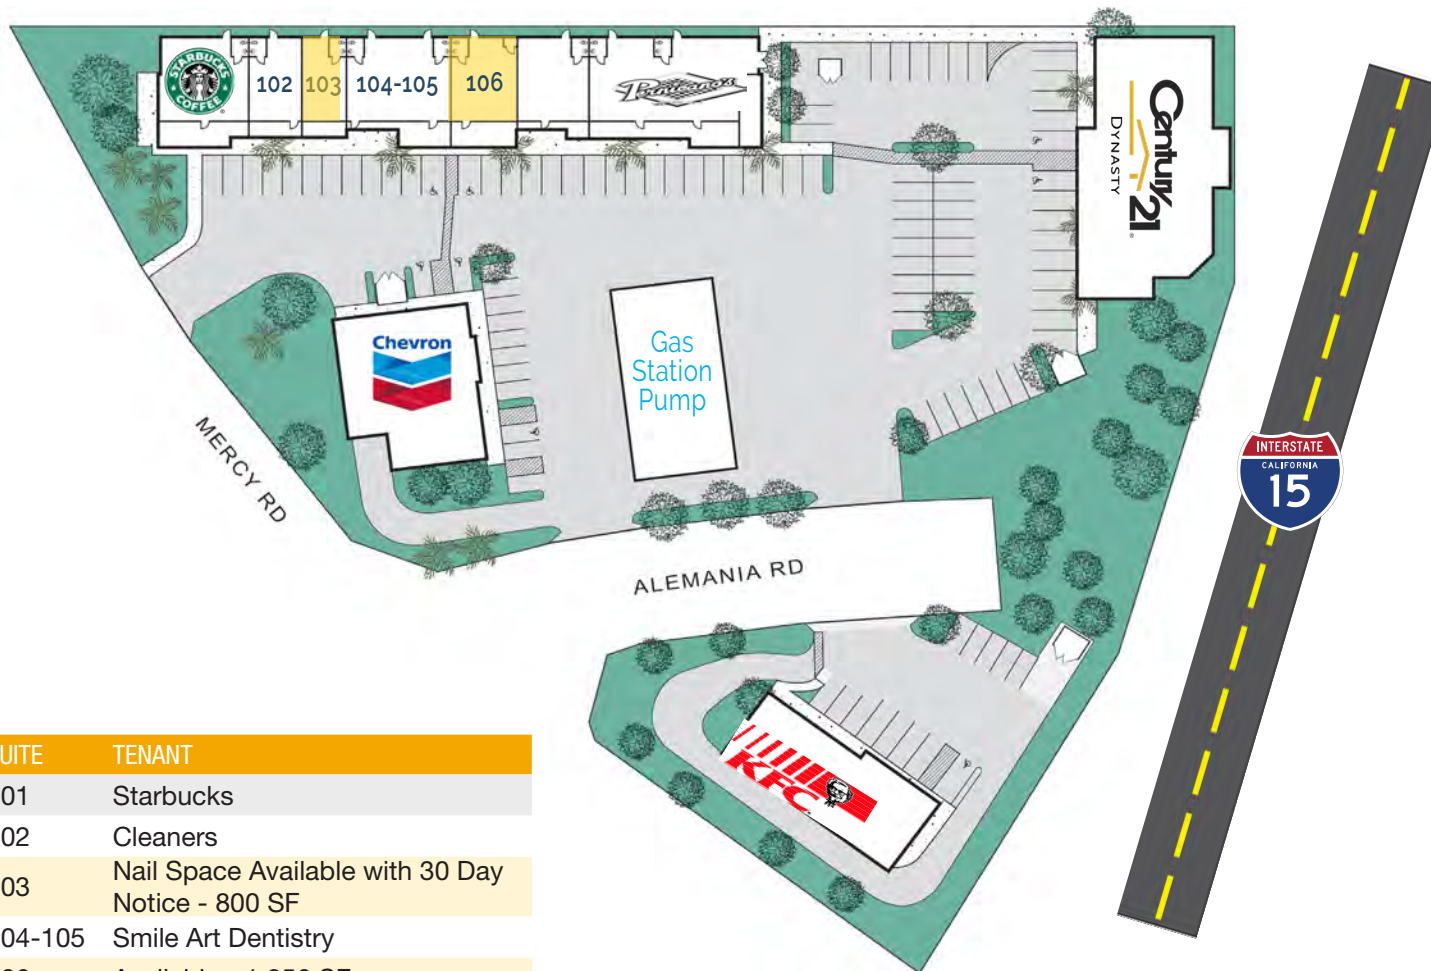 STARBUCKS
COFFEE
102
103
104-105
106
Century 21
DYNASTY
Chevron
Gas
Station
Pump
MERCY RD
ALEMANIA RD
INTERSTATE
CALIFORNIA
15
KFC
UITE TENANT
01 Starbucks
02 Cleaners
03 Nail Space Available with 30 Day
Notice - 800 SF
04-105 Smile Art Dentistry